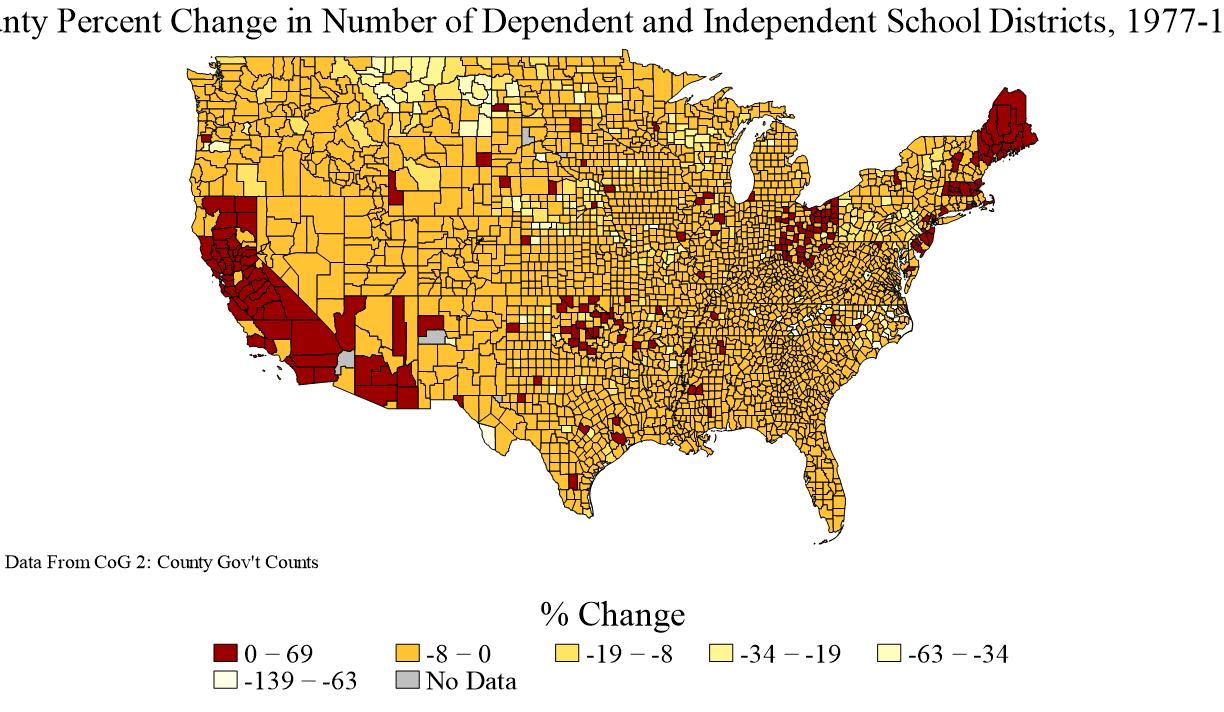 nty Percent Change in Number of Dependent and Independent School Districts, 1977-1
Data From CoG 2: County Gov't Counts
% Change
0 − 69
-8 − 0
-19 − -8
-34 − -19
-63 − -34
-139 − -63
No Data